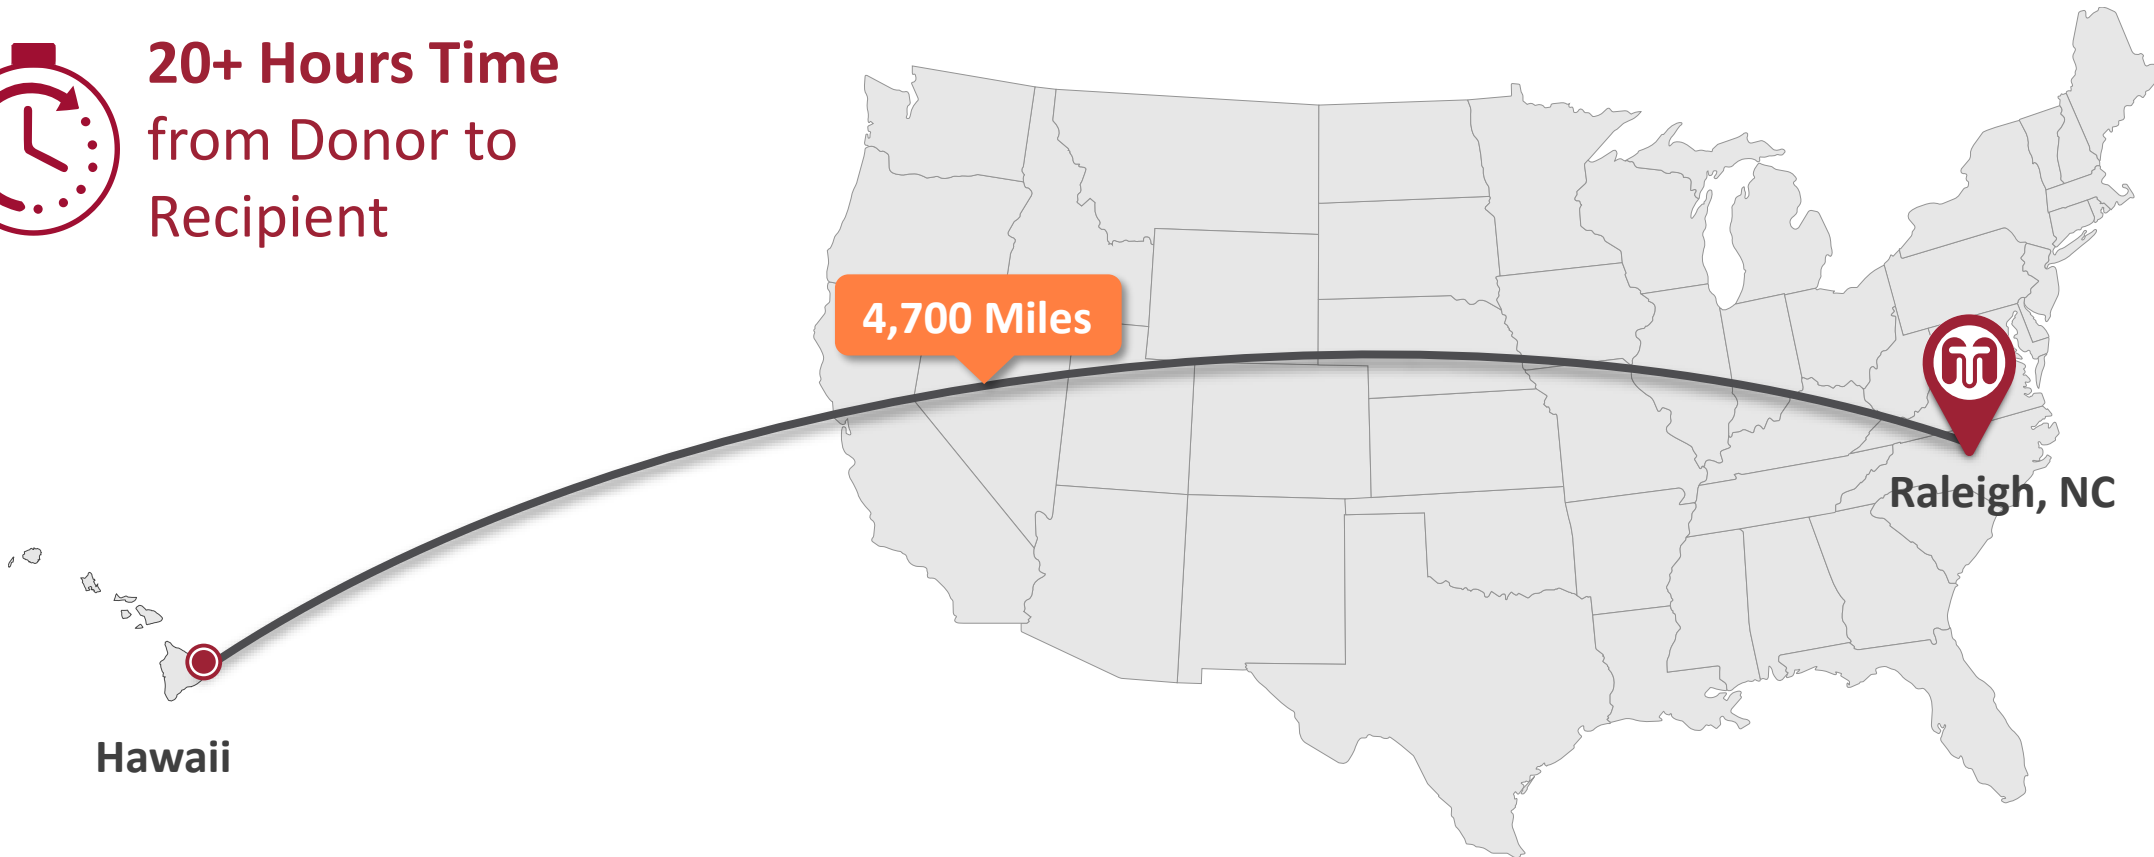 20+ Hours Time
from Donor to
Recipient
4,700 Miles
Raleigh, NC
Hawaii